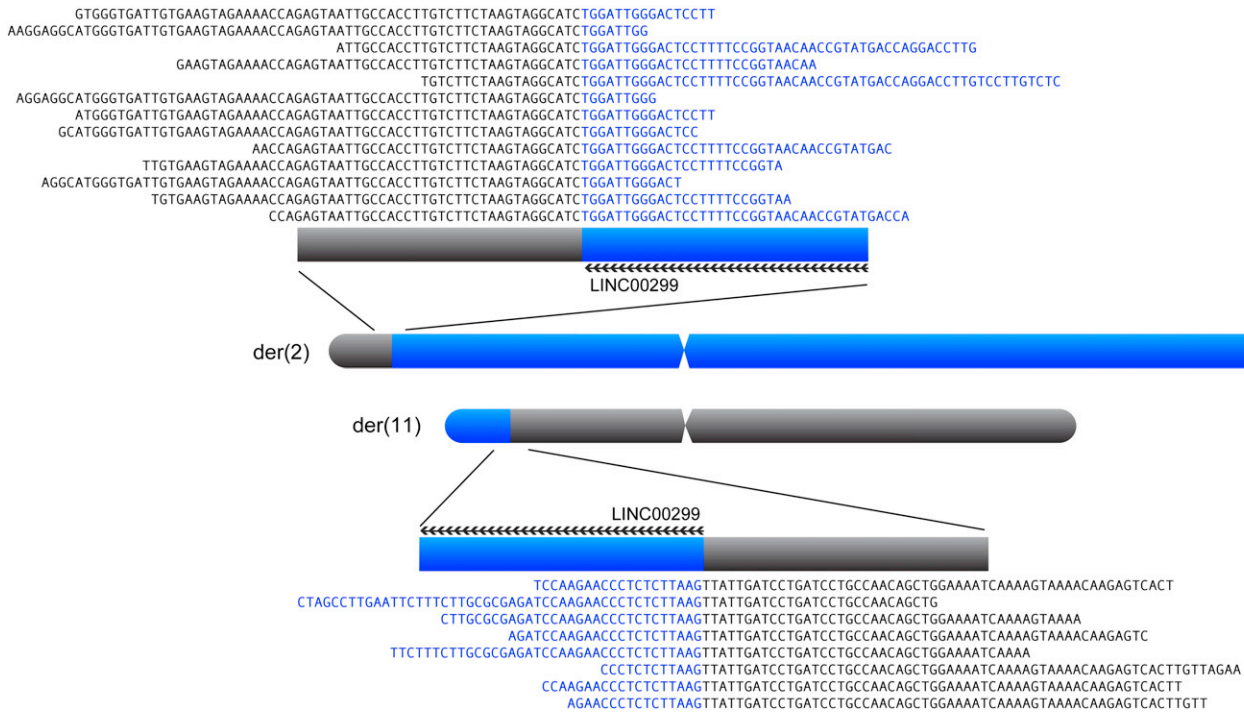 GTGGGTGATTGTGAAGTAGAAAACCAGAGTAATTGCCACCTTGTCTTCTAAGTAGGCATCTGGATTGGGACTCCTT
AAGGAGGCATGGGTGATTGTGAAGTAGAAAACCAGAGTAATTGCCACCTTGTCTTCTAAGTAGGCATCTGGATTGG
ATTGCCACCTTGTCTTCTAAGTAGGCATCTGGATTGGGACTCCTTTTCCGGTAACAACCGTATGACCAGGACCTTG
GAAGTAGAAAACCAGAGTAATTGCCACCTTGTCTTCTAAGTAGGCATCTGGATTGGGACTCCTTTTCCGGTAACAA
TGTCTTCTAAGTAGGCATCTGGATTGGGACTCCTTTTCCGGTAACAACCGTATGACCAGGACCTTGTCCTTGTCTC
AGGAGGCATGGGTGATTGTGAAGTAGAAAACCAGAGTAATTGCCACCTTGTCTTCTAAGTAGGCATCTGGATTGGG
ATGGGTGATTGTGAAGTAGAAAACCAGAGTAATTGCCACCTTGTCTTCTAAGTAGGCATCTGGATTGGGACTCCTT
GCATGGGTGATTGTGAAGTAGAAAACCAGAGTAATTGCCACCTTGTCTTCTAAGTAGGCATCTGGATTGGGACTCC
AACCAGAGTAATTGCCACCTTGTCTTCTAAGTAGGCATCTGGATTGGGACTCCTTTTCCGGTAACAACCGTATGAC
TTGTGAAGTAGAAAACCAGAGTAATTGCCACCTTGTCTTCTAAGTAGGCATCTGGATTGGGACTCCTTTTCCGGTA
AGGCATGGGTGATTGTGAAGTAGAAAACCAGAGTAATTGCCACCTTGTCTTCTAAGTAGGCATCTGGATTGGGACT
TGTGAAGTAGAAAACCAGAGTAATTGCCACCTTGTCTTCTAAGTAGGCATCTGGATTGGGACTCCTTTTCCGGTAA
CCAGAGTAATTGCCACCTTGTCTTCTAAGTAGGCATCTGGATTGGGACTCCTTTTCCGGTAACAACCGTATGACCA
LINC00299
der(2)
der(11)
LINC00299
TCCAAGAACCCTCTCTTAAGTTATTGATCCTGATCCTGCCAACAGCTGGAAAATCAAAAGTAAAACAAGAGTCACT
CTAGCCTTGAATTCTTTCTTGCGCGAGATCCAAGAACCCTCTCTTAAGTTATTGATCCTGATCCTGCCAACAGCTG
CTTGCGCGAGATCCAAGAACCCTCTCTTAAGTTATTGATCCTGATCCTGCCAACAGCTGGAAAATCAAAAGTAAAA
AGATCCAAGAACCCTCTCTTAAGTTATTGATCCTGATCCTGCCAACAGCTGGAAAATCAAAAGTAAAACAAGAGTC
TTCTTTCTTGCGCGAGATCCAAGAACCCTCTCTTAAGTTATTGATCCTGATCCTGCCAACAGCTGGAAAATCAAAA
CCCTCTCTTAAGTTATTGATCCTGATCCTGCCAACAGCTGGAAAATCAAAAGTAAAACAAGAGTCACTTGTTAGAA
CCAAGAACCCTCTCTTAAGTTATTGATCCTGATCCTGCCAACAGCTGGAAAATCAAAAGTAAAACAAGAGTCACTT
AGAACCCTCTCTTAAGTTATTGATCCTGATCCTGCCAACAGCTGGAAAATCAAAAGTAAAACAAGAGTCACTTGTT